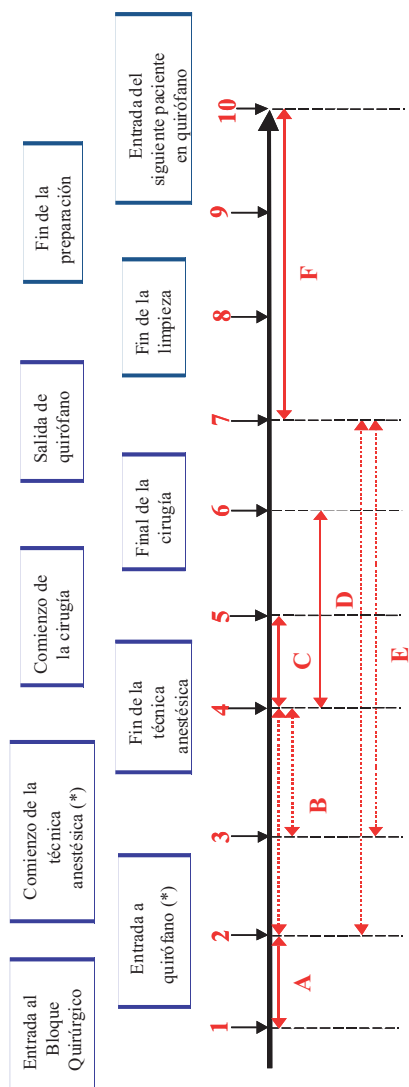 Entrada al
Bloque
Quirúrgico
Comienzo de la
técnica
anestésica (*)
Comienzo de
la cirugía
Salida de
quirófano
Fin de la
preparación
Entrada a
quirófano (*)
Fin de la
técnica
anestésica
Final de la
cirugía
Fin de la
limpieza
Entrada del
siguiente paciente
en quirófano
1
2
3
4
5
6
7
8
9
10
A
B
C
D
E
F